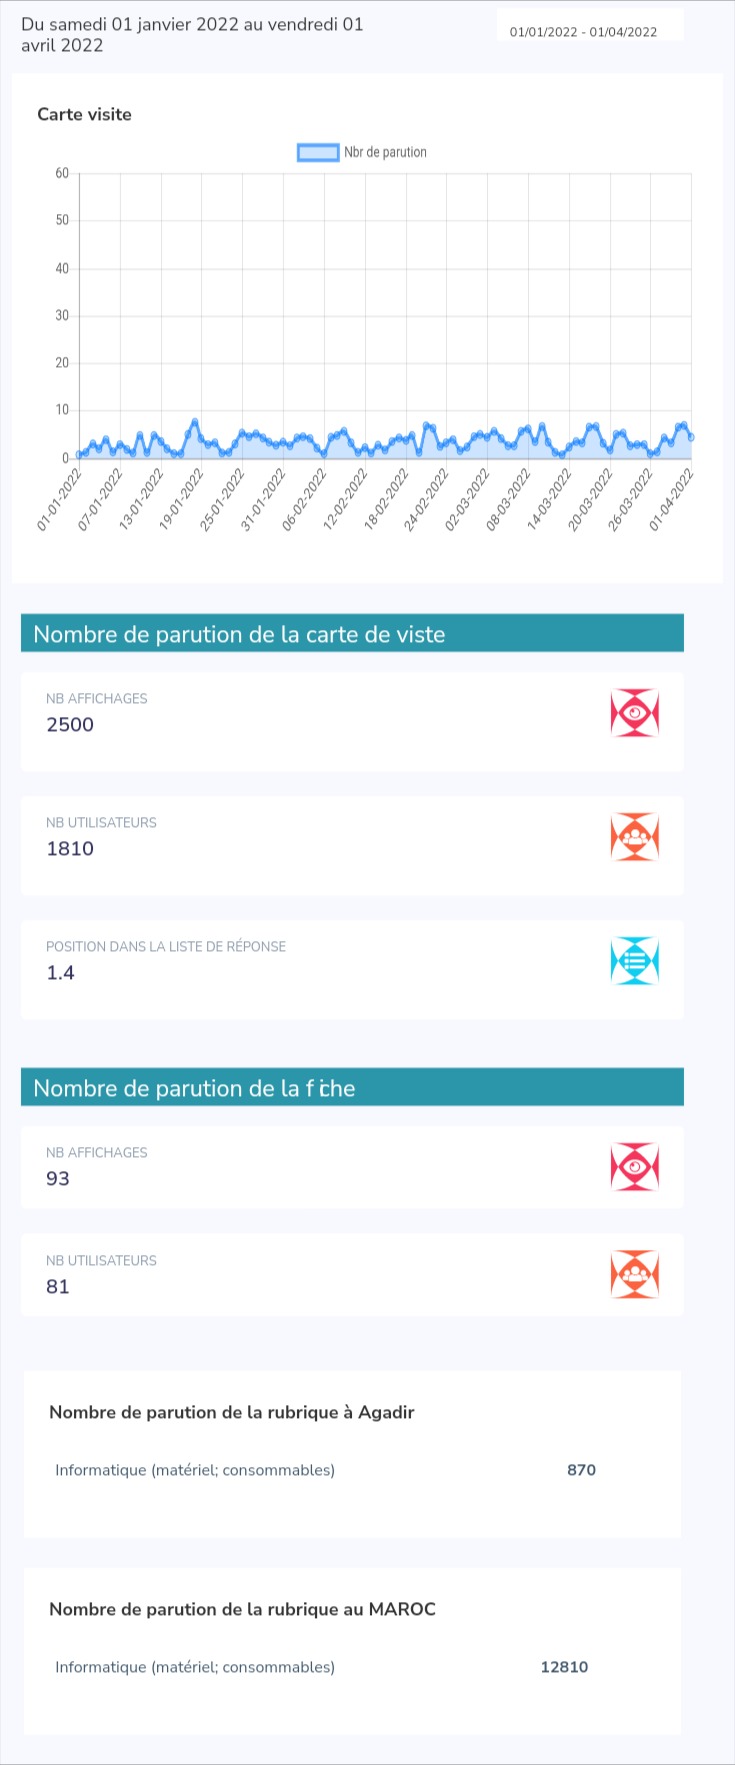 Du samedi 01 janvier 2022 au vendredi 01
avril 2022
01/01/2022 - 01/04/2022
Carte visite
Nbr de parution
60
50
40
30
20
10
0
01-01-2022
07-01-2022
13-01-2022
19-01-2022
25-01-2022
31-01-2022
06-02-2022
12-02-2022
18-02-2022
24-02-2022
02-03-2022
08-03-2022
14-03-2022
20-03-2022
26-03-2022
01-04-2022
Nombre de parution de la carte de viste
NB AFFICHAGES
2500
NB UTILISATEURS
1810
POSITION DANS LA LISTE DE RÉPONSE
1.4
Nombre de parution de la fiche
NB AFFICHAGES
93
NB UTILISATEURS
81
Nombre de parution de la rubrique à Agadir
Informatique (matériel; consommables) 870
Nombre de parution de la rubrique au MAROC
Informatique (matériel; consommables) 12810